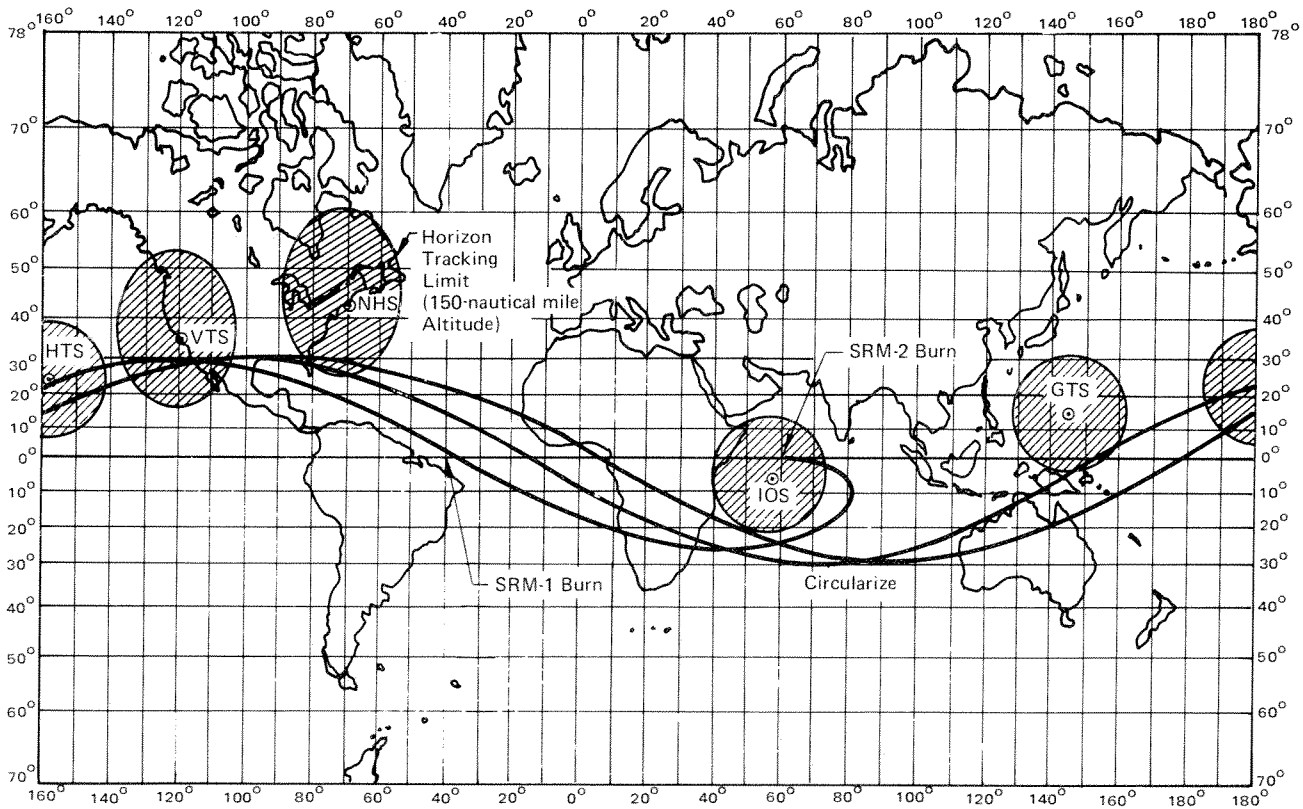 160° 140° 120° 100° 80° 60° 40° 20° 0° 20° 40° 60° 80° 100° 120° 140° 160° 180°
78° 78°
70° 70°
60° 60°
50° 50°
40° 40°
30° 30°
20° 20°
10° 10°
0° 0°
10° 10°
20° 20°
30° 30°
40° 40°
50° 50°
60° 60°
70° 70°
Horizon
Tracking
Limit
(150-nautical mile
Altitude)
NHS
VTS
HTS
SRM-2 Burn
GTS
IOS
SRM-1 Burn
Circularize
160° 140° 120° 100° 80° 60° 40° 20° 0° 20° 40° 60° 80° 100° 120° 140° 160° 180°